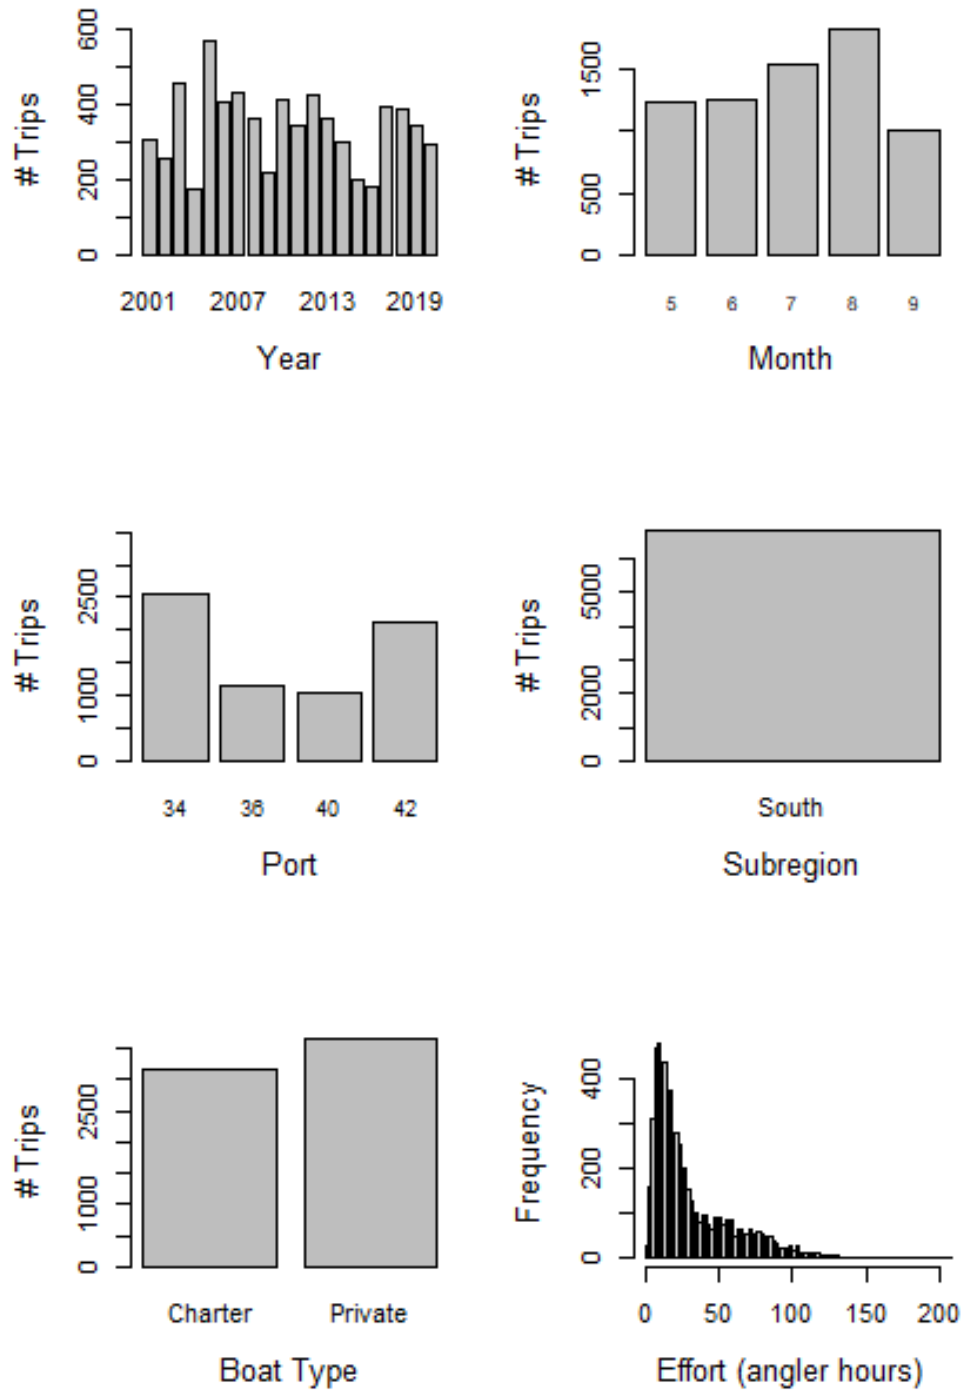 # Trips
600
400
200
0
2001 2007 2013 2019
Year
# Trips
1500
500
0
5 6 7 8 9
Month
# Trips
2500
1000
0
34 36 40 42
Port
# Trips
5000
2000
0
South
Subregion
# Trips
2500
1000
0
Charter Private
Boat Type
Frequency
400
200
0
0 50 100 150 200
Effort (angler hours)